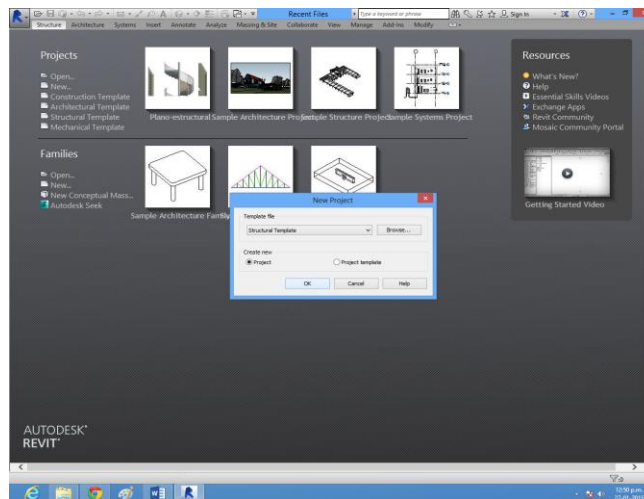 Recent Files
Type a keyword or phrase
Sign In
Structure Architecture Systems Insert Annotate Analyze Massing & Site Collaborate View Manage Add-Ins Modify
Projects
Open...
New...
Construction Template
Architectural Template
Structural Template
Mechanical Template
Plano-estructural
Sample Architecture Project
Sample Structure Project
Sample Systems Project
Resources
What's New?
Help
Essential Skills Videos
Exchange Apps
Revit Community
Mosaic Community Portal
Getting Started Video
Families
Open...
New...
New Conceptual Mass...
Autodesk Seek
Sample Architecture Family
New Project
Template file
Structural Template
Browse...
Create new
Project
Project template
OK
Cancel
Help
AUTODESK®
REVIT®
12:50 p.m.